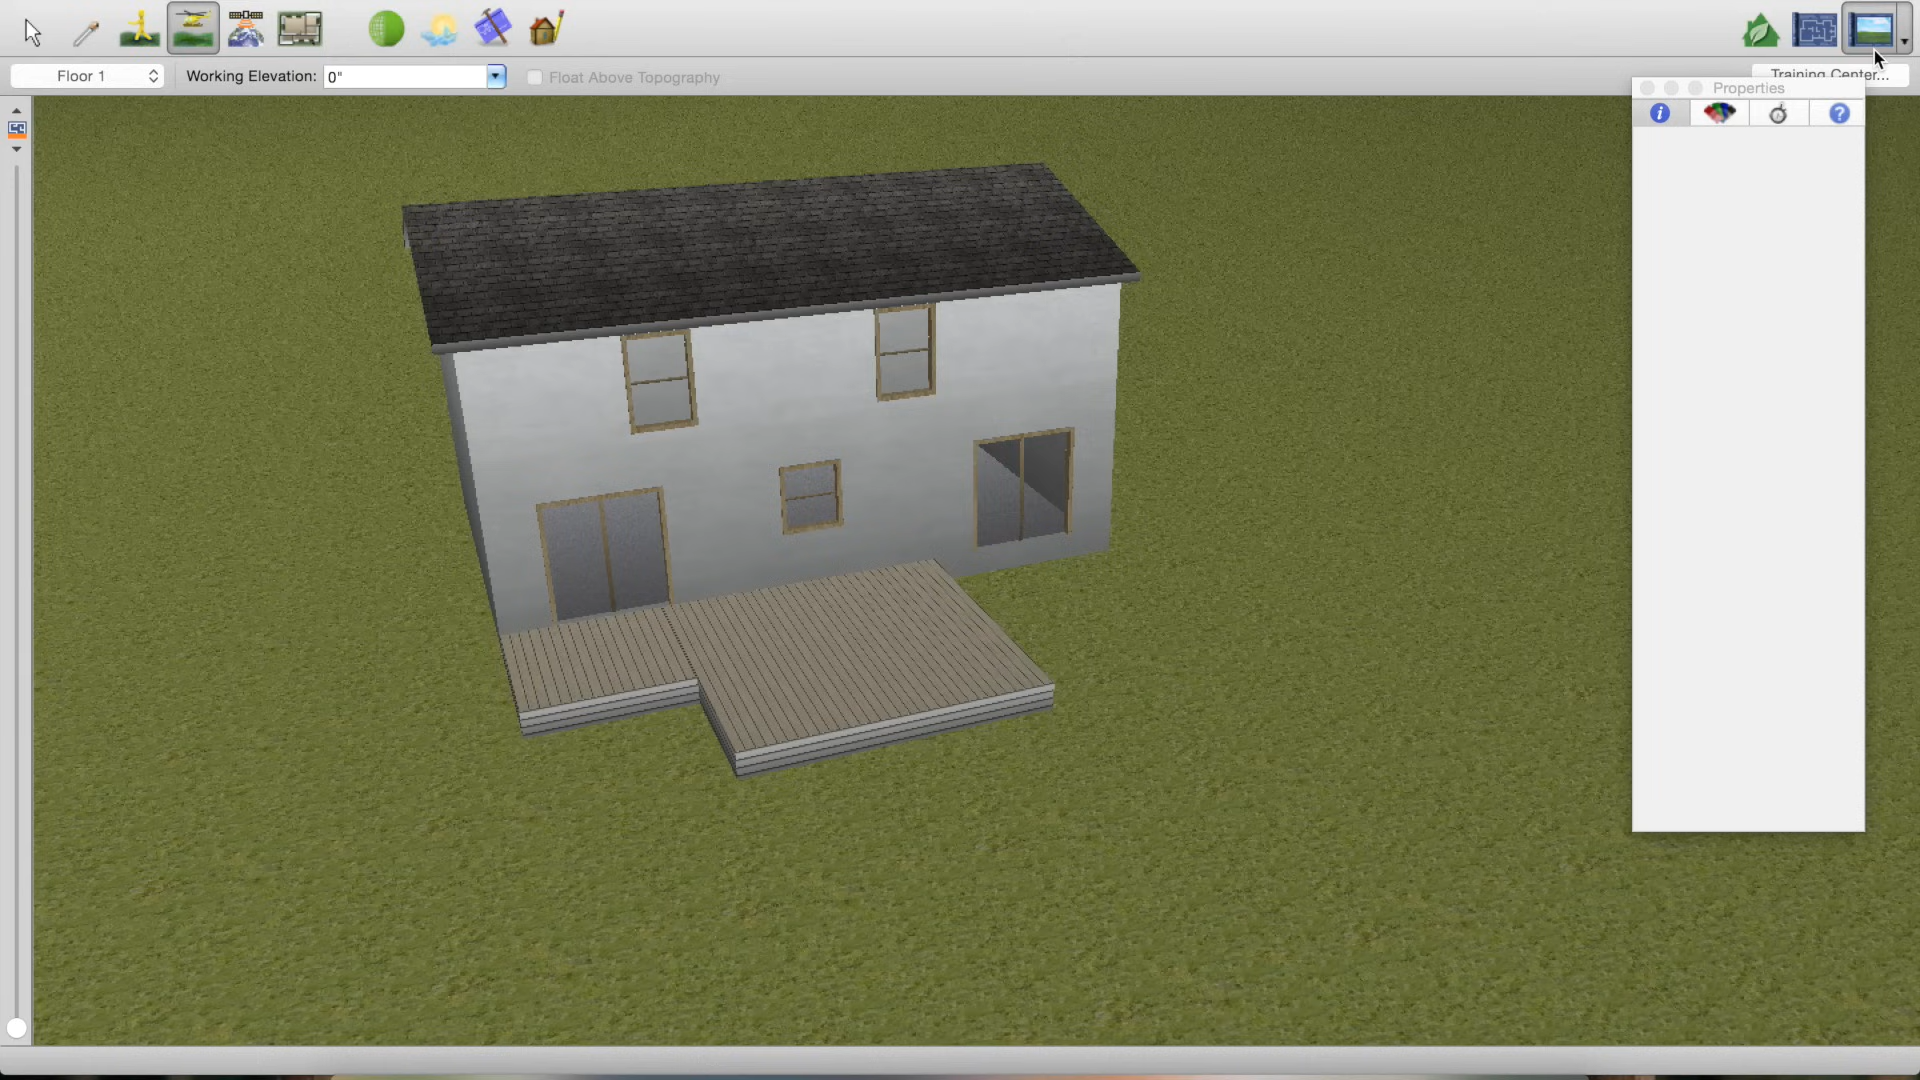 Floor 1
Working Elevation:
0"
Float Above Topography
Training Center...
Properties
i
?